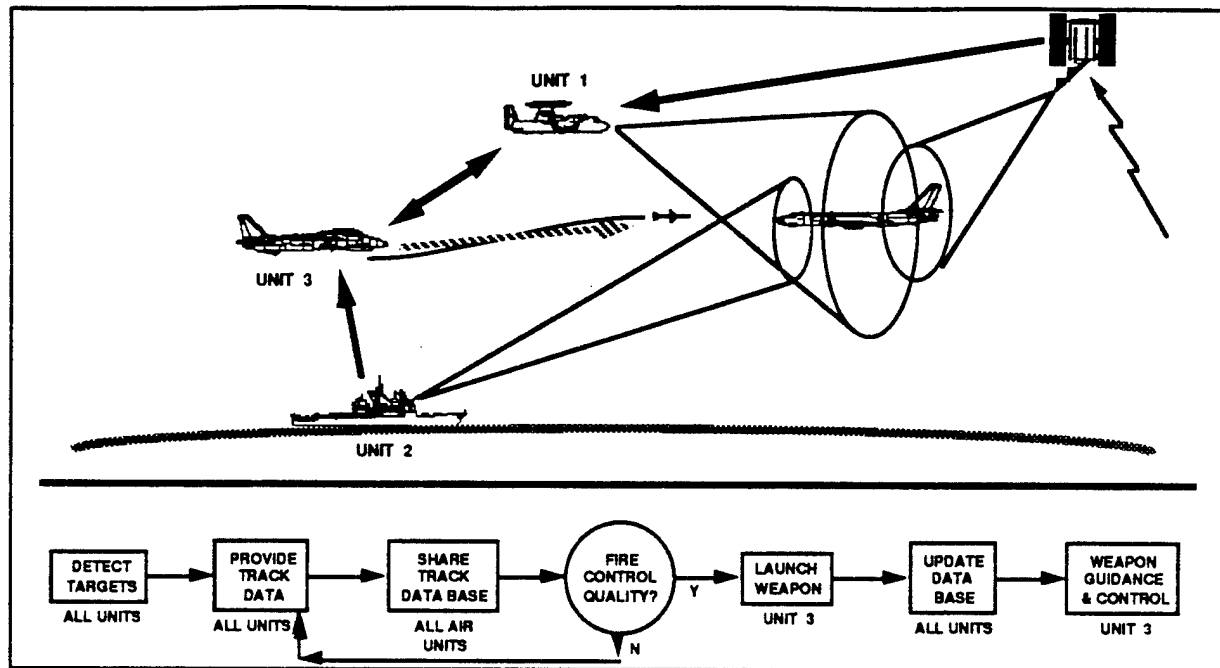 UNIT 1
UNIT 3
UNIT 2
DETECT
TARGETS
ALL UNITS
PROVIDE
TRACK
DATA
ALL UNITS
SHARE
TRACK
DATA BASE
ALL AIR
UNITS
FIRE
CONTROL
QUALITY?
Y
N
LAUNCH
WEAPON
UNIT 3
UPDATE
DATA
BASE
ALL UNITS
WEAPON
GUIDANCE
& CONTROL
UNIT 3